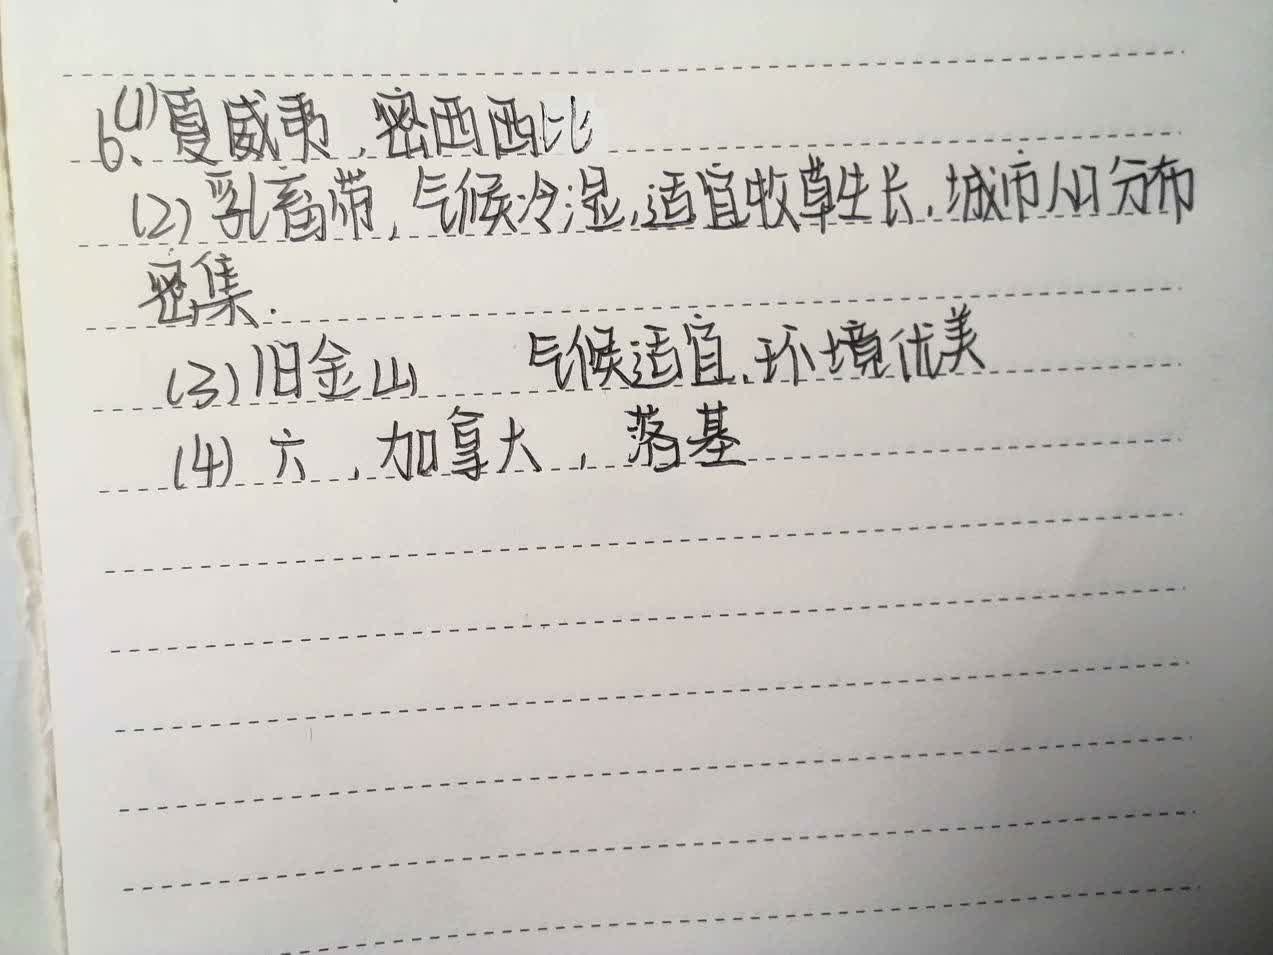 6、(1)夏威夷，密西西比
(2)乳畜带，气候冷湿，适宜牧草生长，城市人口分布
密集．
(3)旧金山 气候适宜、环境优美
(4)六，加拿大，落基